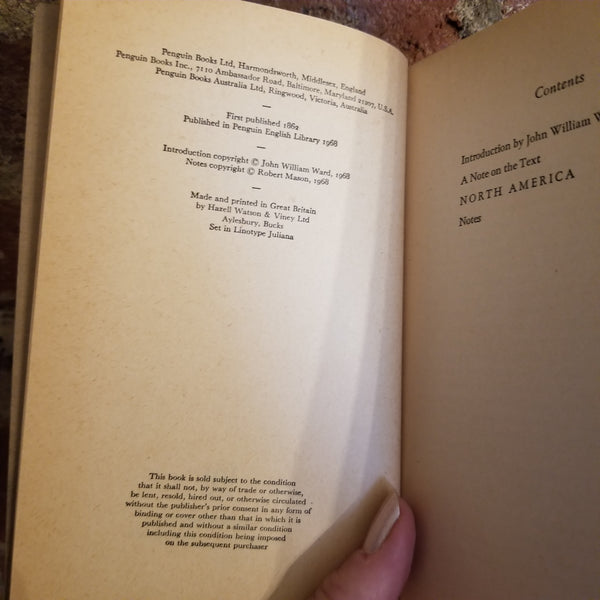 Penguin Books Ltd, Harmondsworth, Middlesex, England
Penguin Books Inc., 7110 Ambassador Road, Baltimore, Maryland 21207, U.S.A.
Penguin Books Australia Ltd, Ringwood, Victoria, Australia
—
First published 1862
Published in Penguin English Library 1968
—
Introduction copyright © John William Ward, 1968
Notes copyright © Robert Mason, 1968
—
Made and printed in Great Britain
by Hazell Watson & Viney Ltd
Aylesbury, Bucks
Set in Linotype Juliana
This book is sold subject to the condition
that it shall not, by way of trade or otherwise,
be lent, resold, hired out, or otherwise circulated
without the publisher's prior consent in any form of
binding or cover other than that in which it is
published and without a similar condition
including this condition being imposed
on the subsequent purchaser
Contents
Introduction by John William W
A Note on the Text
NORTH AMERICA
Notes